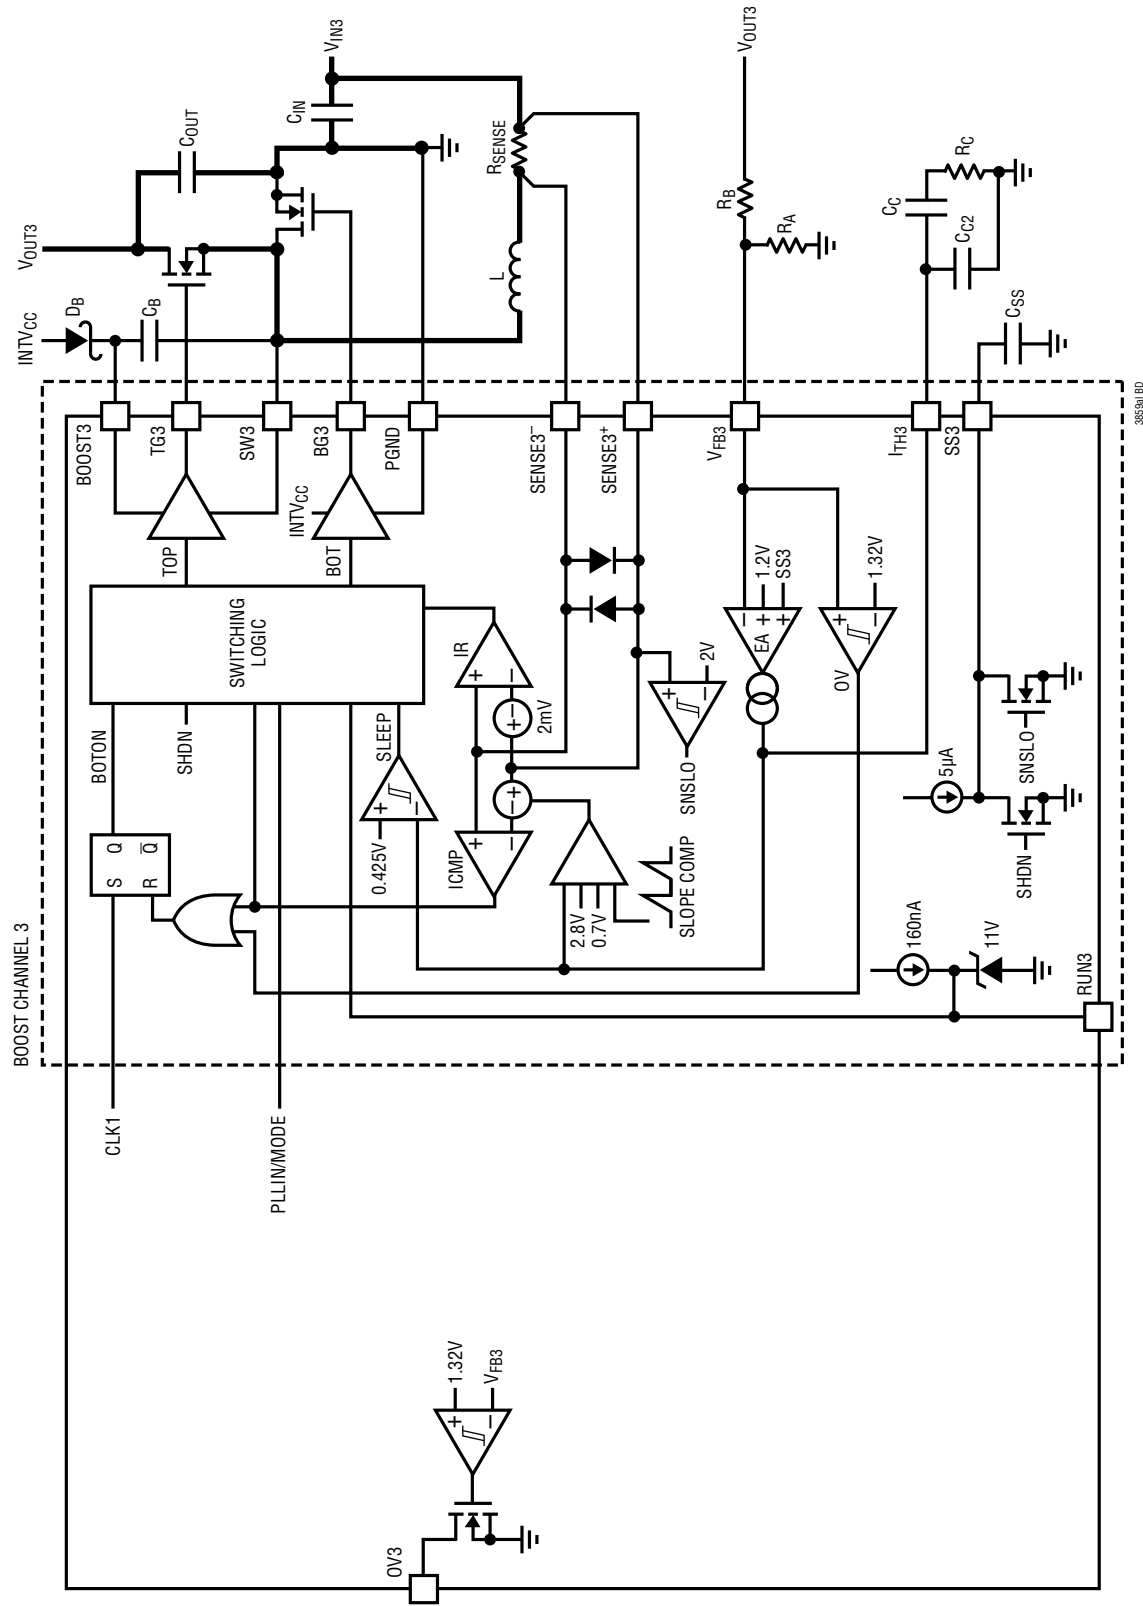 BOOST CHANNEL 3
INTVCC
VOUT3
DB
CB
COUT
VIN3
CIN
RSENSE
L
VOUT3
RB
RA
CC
RC
CC2
CSS
BOOST3
TG3
SW3
BG3
PGND
SENSE3–
SENSE3+
VFB3
ITH3
SS3
INTVCC
TOP
BOT
SWITCHING
LOGIC
BOTON
SHDN
SLEEP
IR
+
–
+
–
2mV
+
–
2V
SNSLO
–
+
+
1.2V
SS3
EA
+
–
1.32V
OV
S
Q
R
Q̅
0.425V
+
–
ICMP
+
–
+
–
2.8V
0.7V
SLOPE COMP
5µA
SNSLO
SHDN
160nA
11V
RUN3
CLK1
PLLIN/MODE
1.32V
VFB3
+
–
OV3
3859al BD